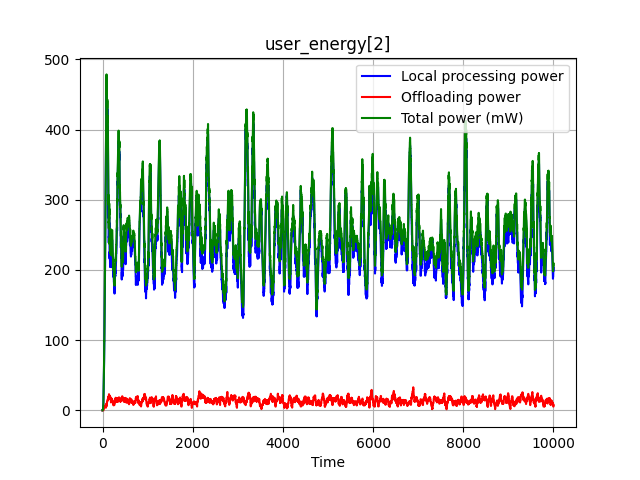 user_energy[2]
Local processing power
Offloading power
Total power (mW)
500
400
300
200
100
0
0 2000 4000 6000 8000 10000
Time